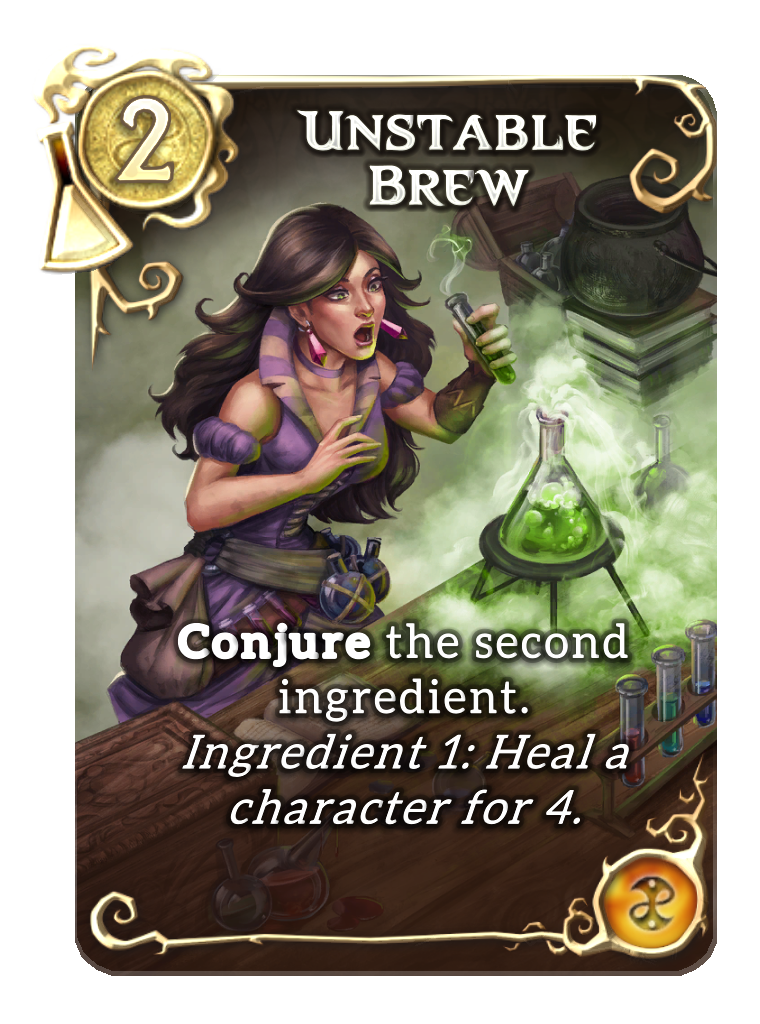 2
UNSTABLE
BREW
Conjure the second
ingredient.
Ingredient 1: Heal a
character for 4.